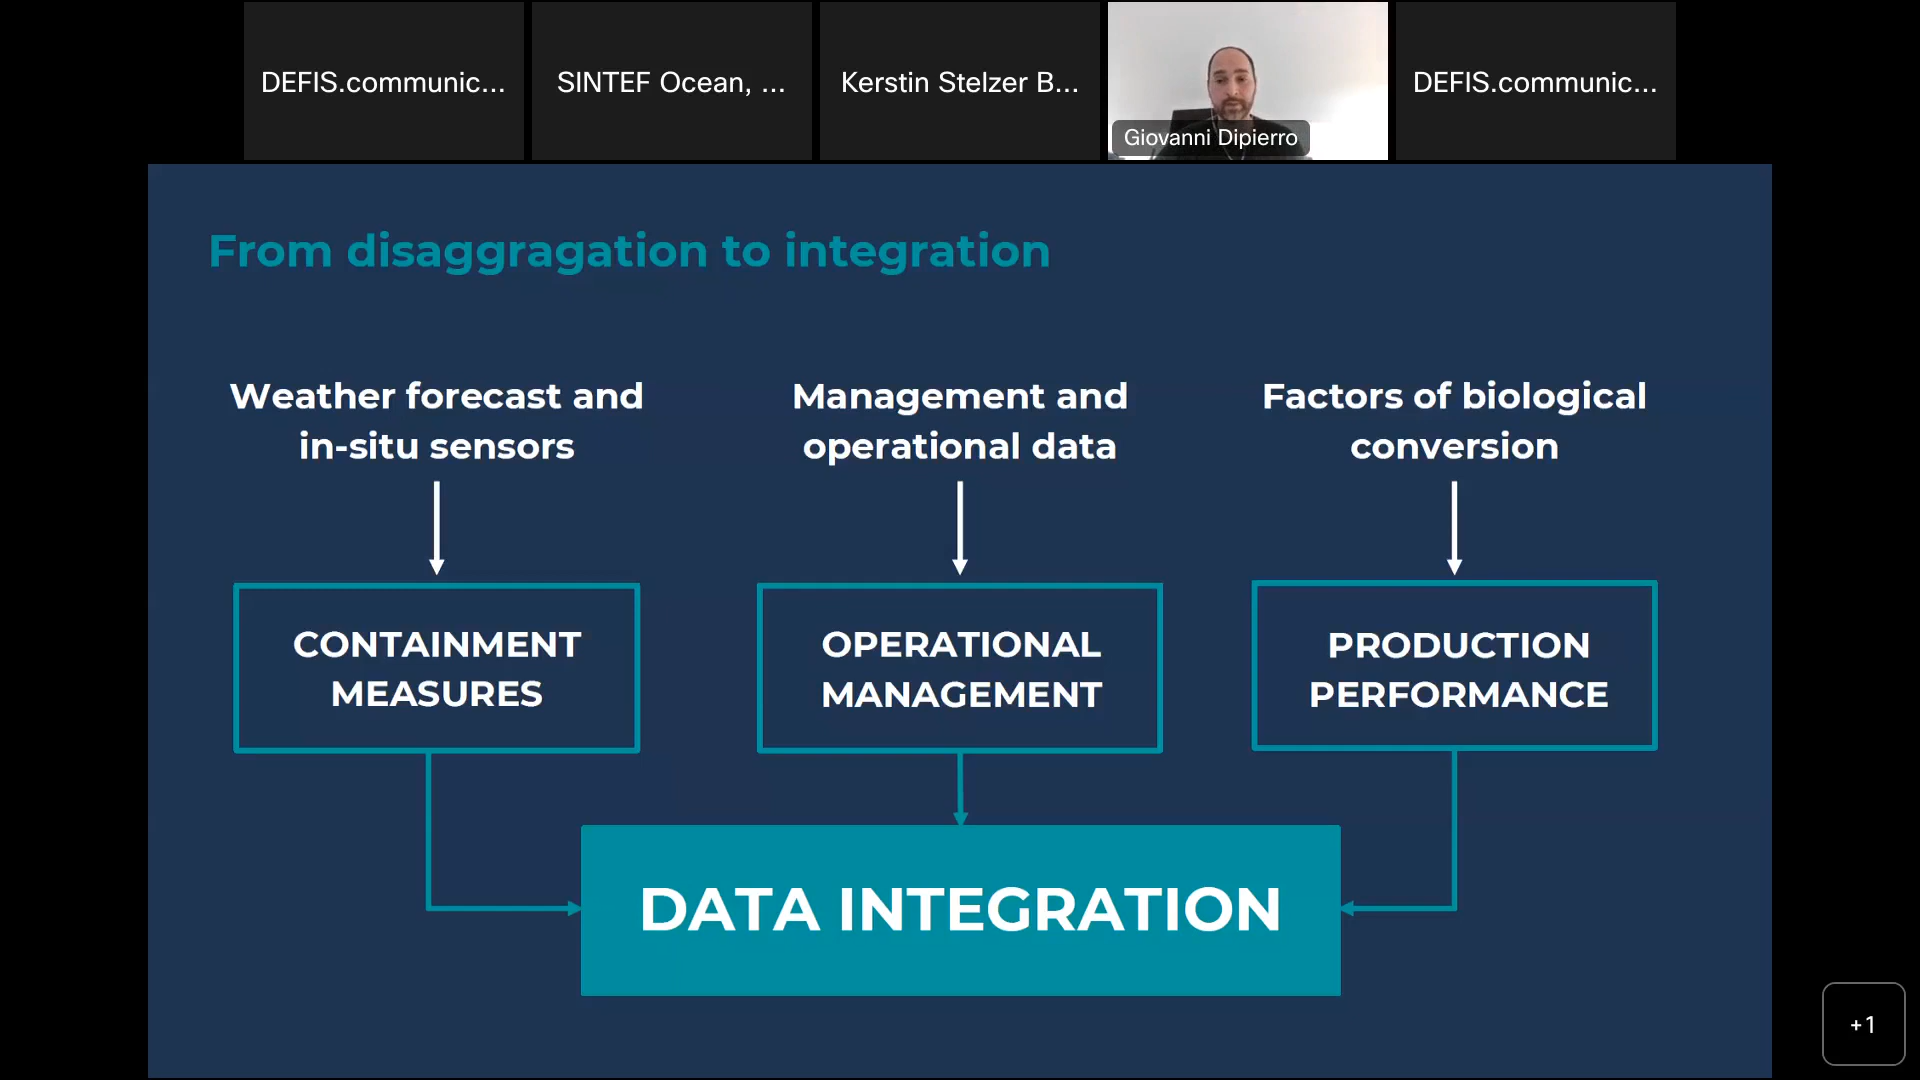 DEFIS.communic...
SINTEF Ocean, ...
Kerstin Stelzer B...
Giovanni Dipierro
DEFIS.communic...
From disaggragation to integration
Weather forecast and
in-situ sensors
Management and
operational data
Factors of biological
conversion
CONTAINMENT
MEASURES
OPERATIONAL
MANAGEMENT
PRODUCTION
PERFORMANCE
DATA INTEGRATION
+1